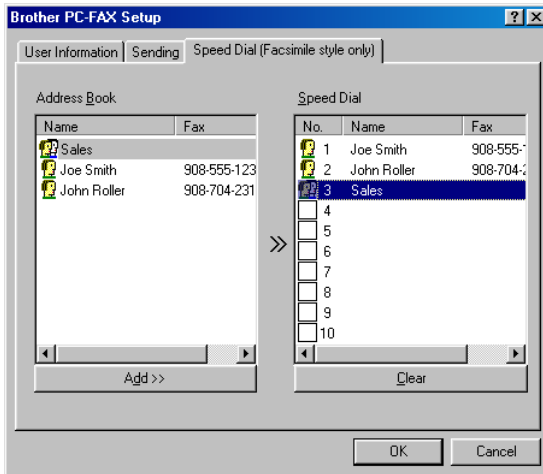 Brother PC-FAX Setup
User Information Sending Speed Dial (Facsimile style only)
Address Book
Name Fax
Sales
Joe Smith 908-555-123
John Roller 908-704-231
Add >>
>>
Speed Dial
No. Name Fax
1 Joe Smith 908-555-
2 John Roller 908-704-
3 Sales
4
5
6
7
8
9
10
Clear
OK Cancel